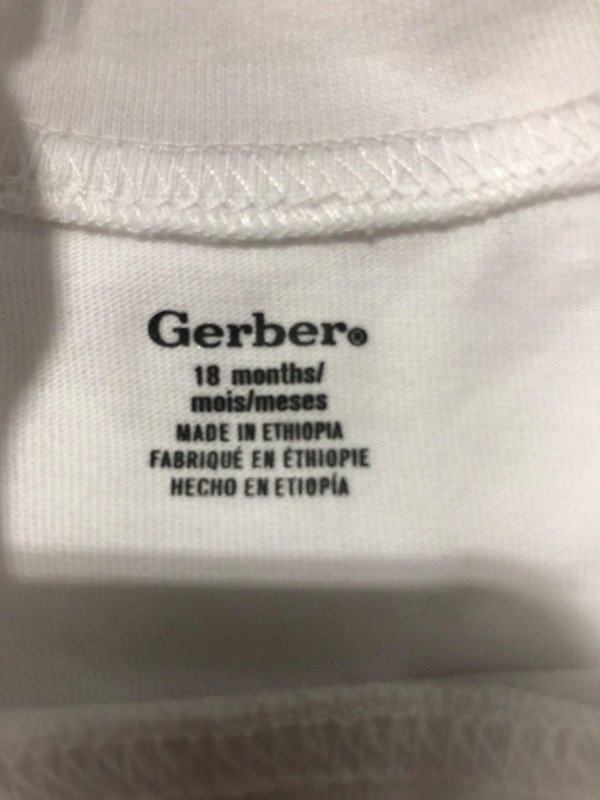 Gerber®
18 months/
mois/meses
MADE IN ETHIOPIA
FABRIQUÉ EN ÉTHIOPIE
HECHO EN ETIOPÍA